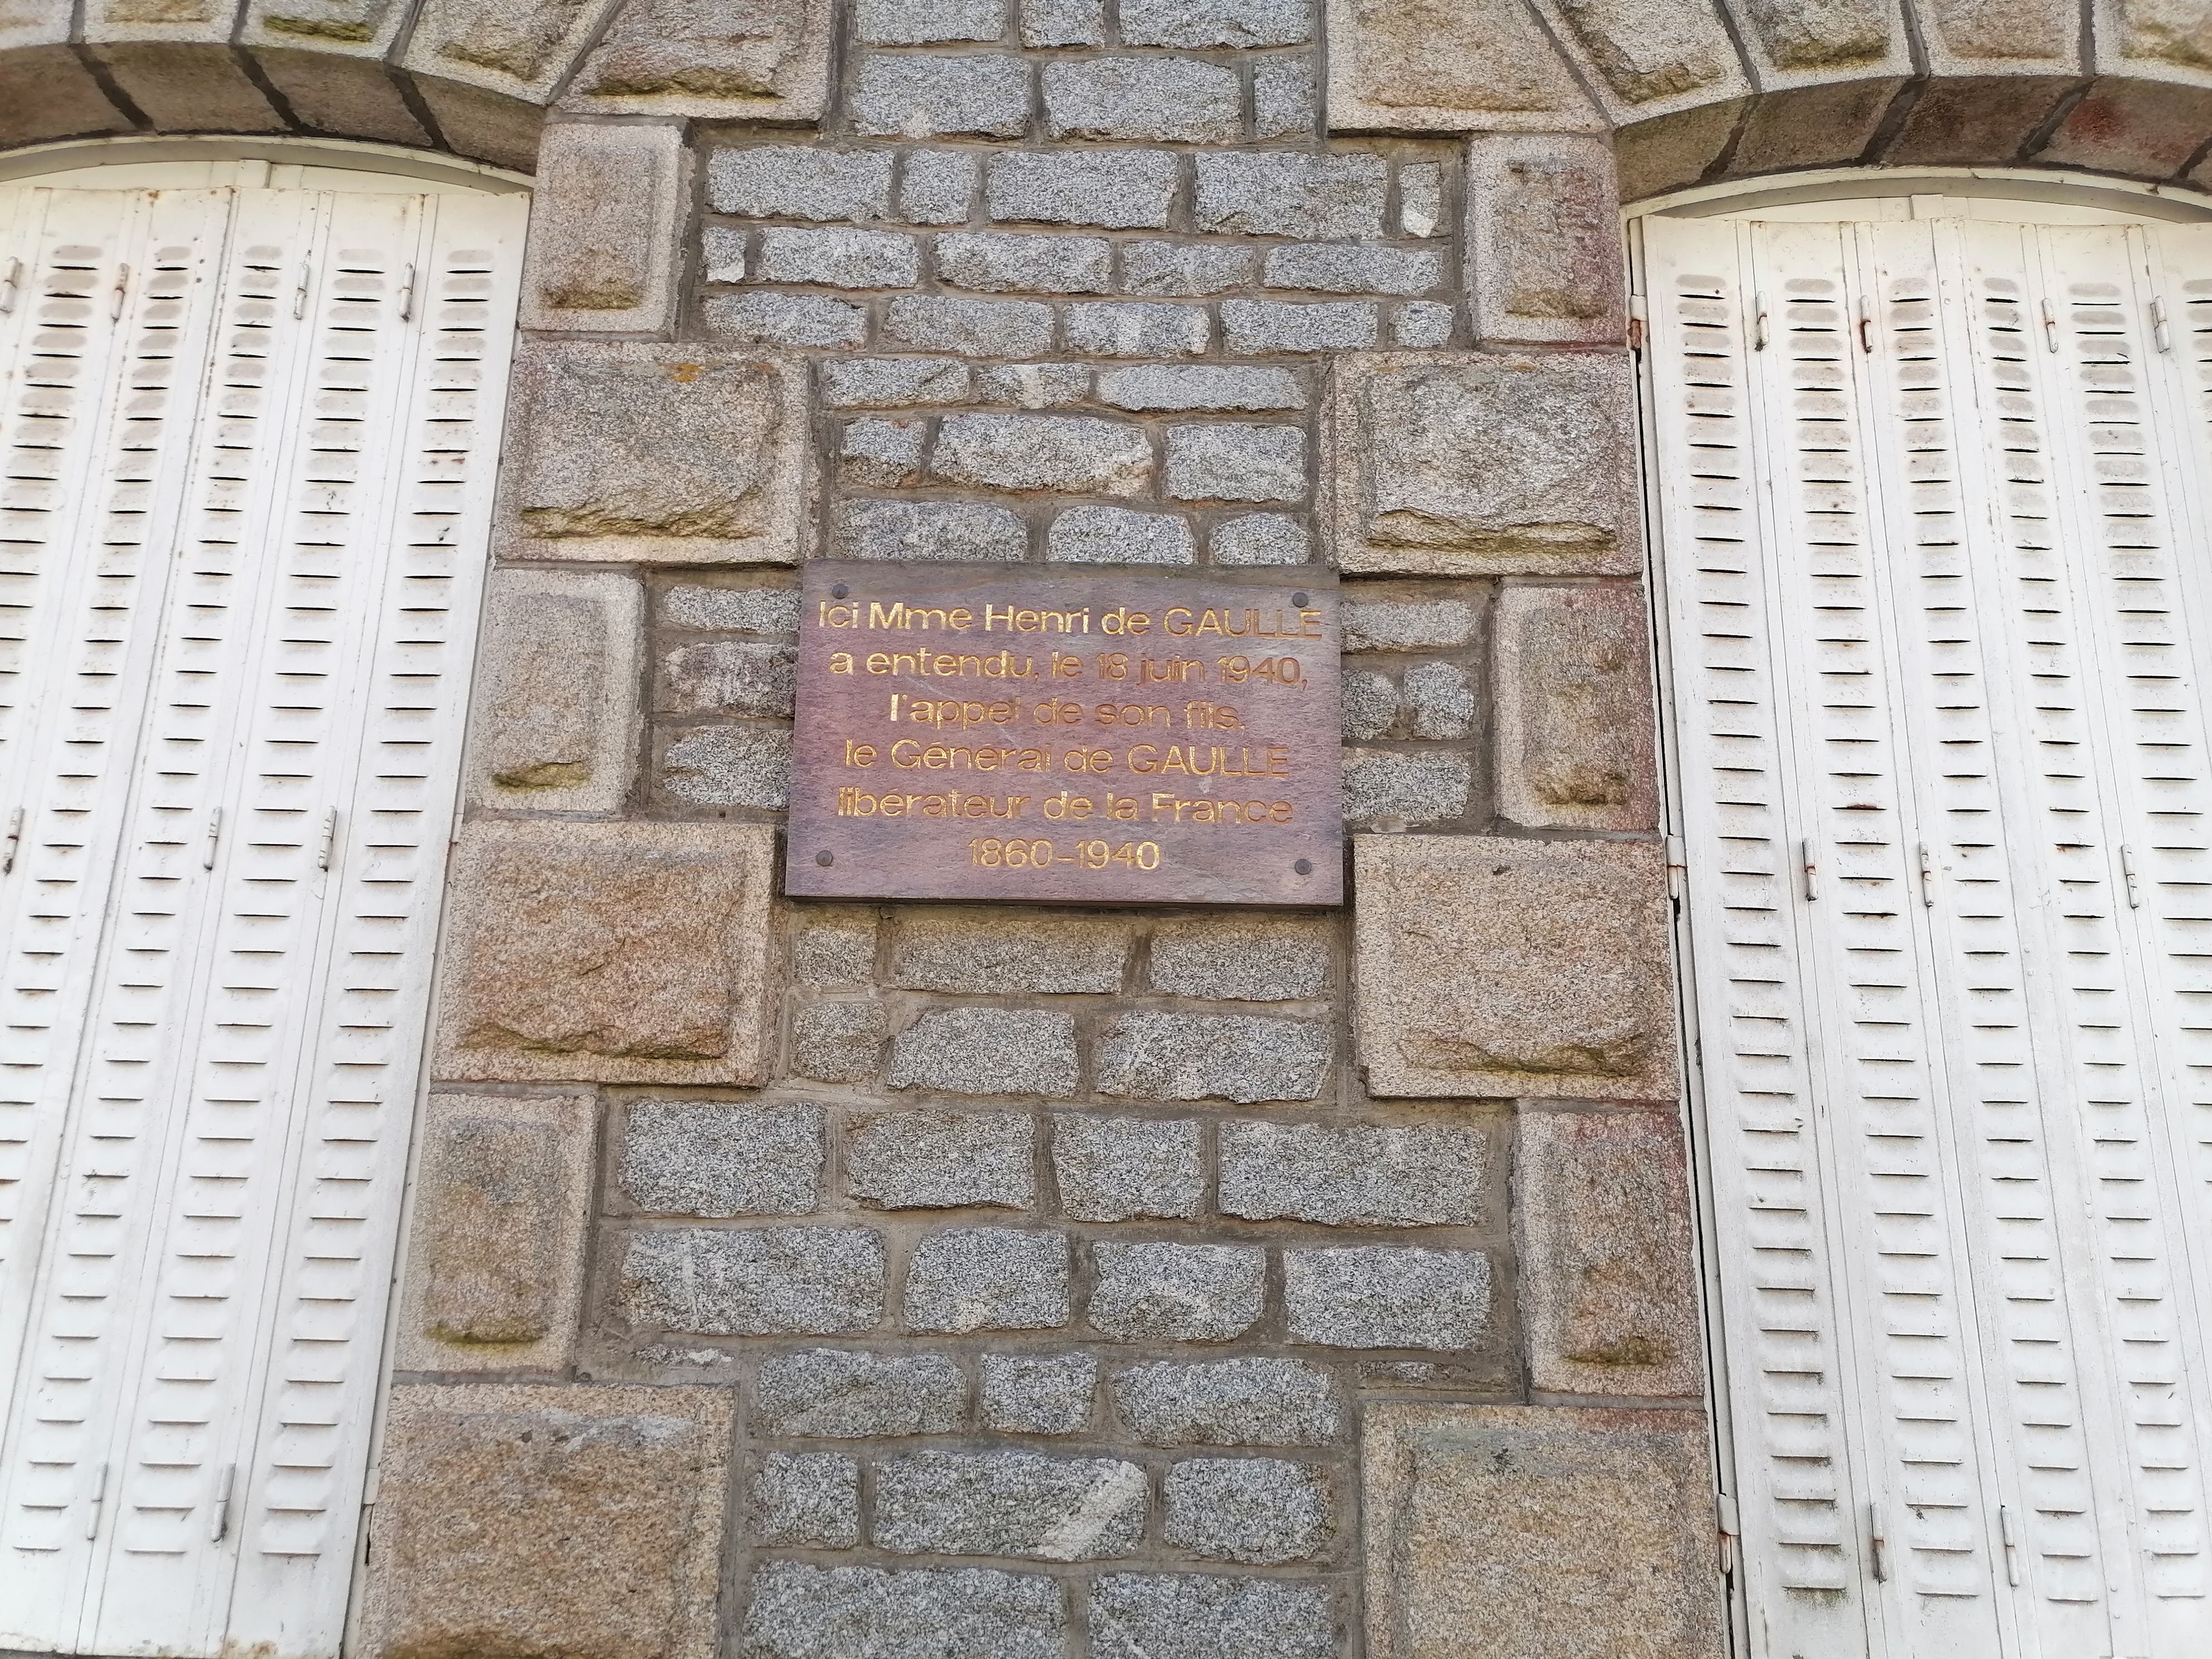 Ici Mme Henri de GAULLE
a entendu, le 18 juin 1940,
l'appel de son fils.
le Général de GAULLE
libérateur de la France
1860-1940